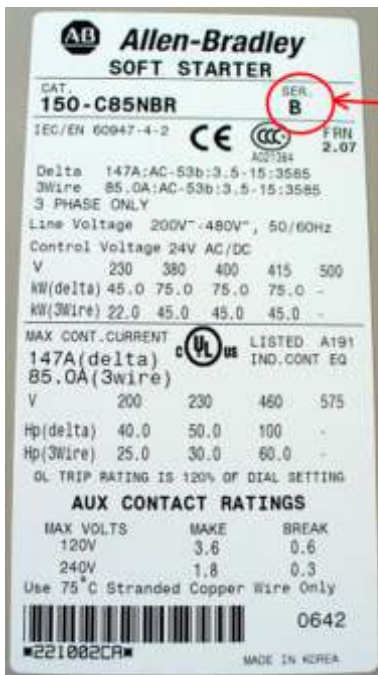 AB Allen-Bradley
SOFT STARTER
CAT. SER.
150-C85NBR B
IEC/EN 60947-4-2 CE CCC FRN
A021384 2.07
Delta 147A:AC-53b:3.5-15:3585
3Wire 85.0A:AC-53b:3.5-15:3585
3 PHASE ONLY
Line Voltage 200V~-480V~, 50/60Hz
Control Voltage 24V AC/DC
V 230 380 400 415 500
kW(delta) 45.0 75.0 75.0 75.0 -
kW(3Wire) 22.0 45.0 45.0 45.0 -
MAX CONT.CURRENT c UL US LISTED A191
147A(delta) IND.CONT EQ
85.0A(3wire)
V 200 230 460 575
Hp(delta) 40.0 50.0 100 -
Hp(3Wire) 25.0 30.0 60.0 -
OL TRIP RATING IS 120% OF DIAL SETTING
AUX CONTACT RATINGS
MAX VOLTS MAKE BREAK
120V 3.6 0.6
240V 1.8 0.3
Use 75°C Stranded Copper Wire Only
0642
*221002CR*
MADE IN KOREA